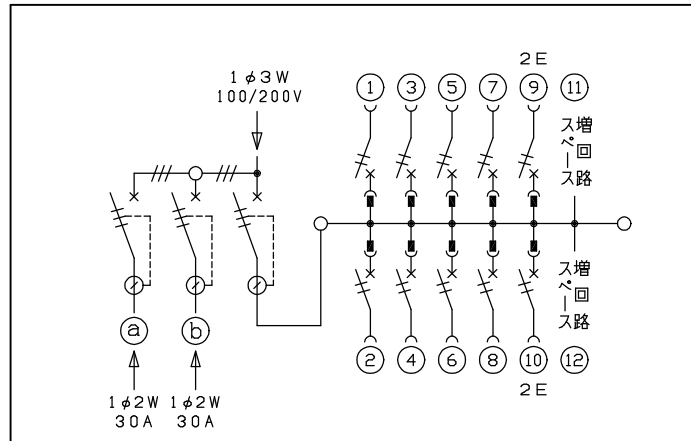 2E
1φ3W
100/200V
① ③ ⑤ ⑦ ⑨ ⑪
増回路
スペース
ⓐ ⓑ
増回路
スペース
② ④ ⑥ ⑧ ⑩ ⑫
2E
1φ2W 1φ2W
30A 30A